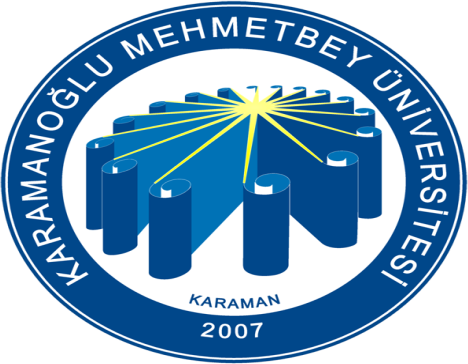 KARAMANOĞLU MEHMETBEY ÜNİVERSİTESİ
KARAMAN
2007